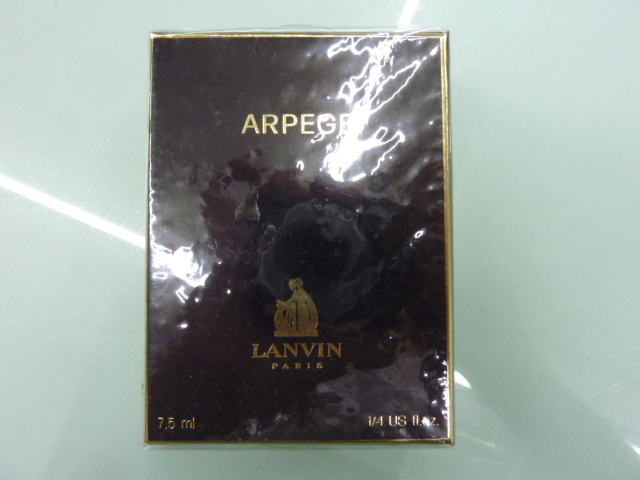 ARPEGE
LANVIN
PARIS
7.5 ml
1/4 US fl.oz.